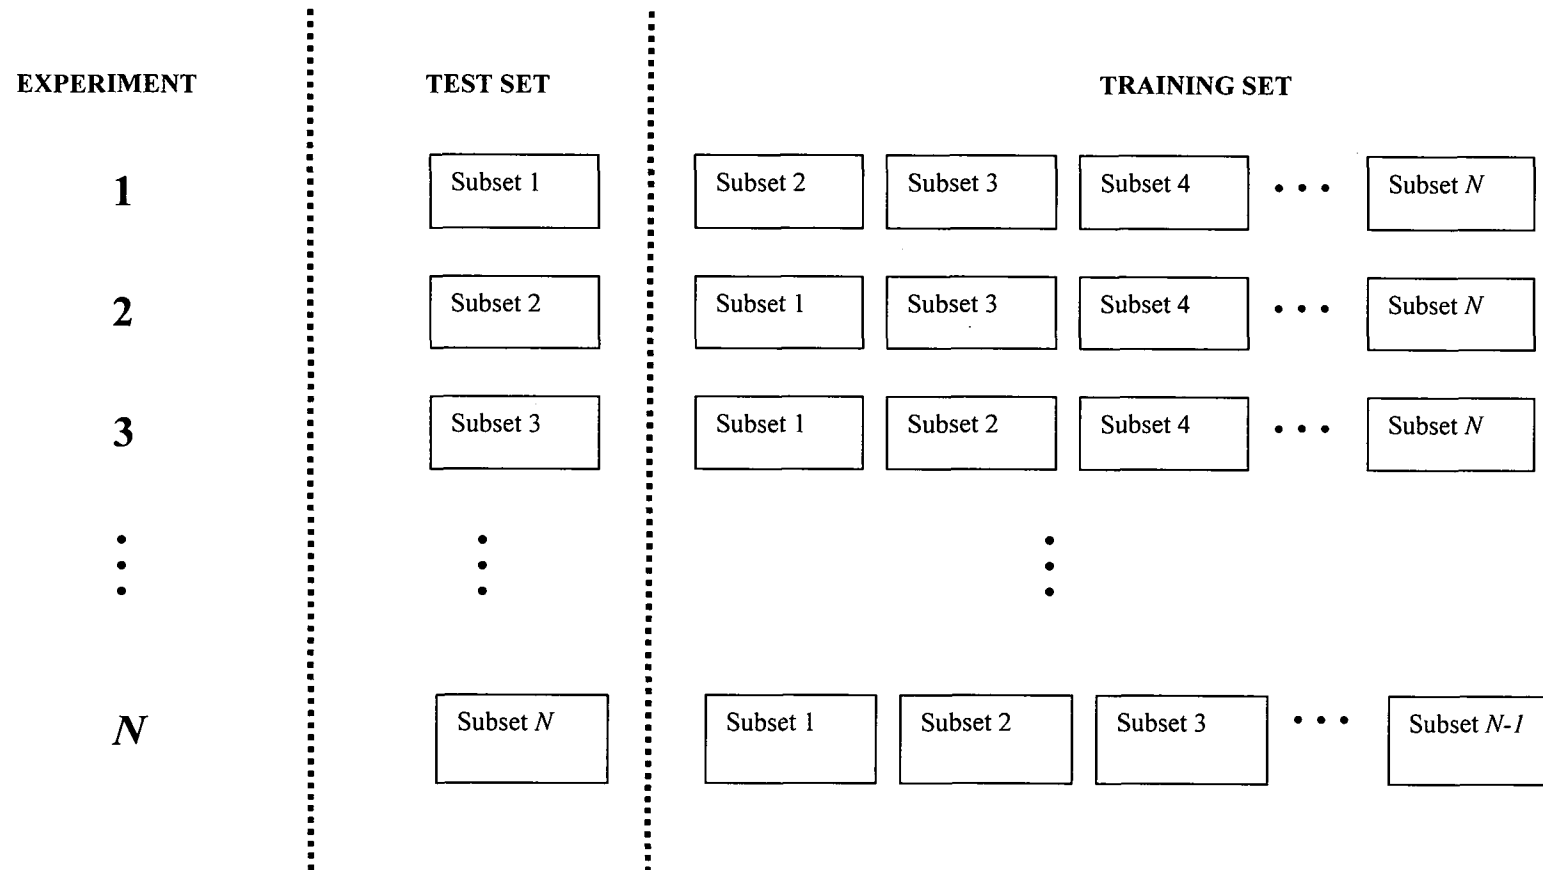 EXPERIMENT TEST SET TRAINING SET
1 Subset 1 Subset 2 Subset 3 Subset 4 • • • Subset N
2 Subset 2 Subset 1 Subset 3 Subset 4 • • • Subset N
3 Subset 3 Subset 1 Subset 2 Subset 4 • • • Subset N
N Subset N Subset 1 Subset 2 Subset 3 • • • Subset N-1